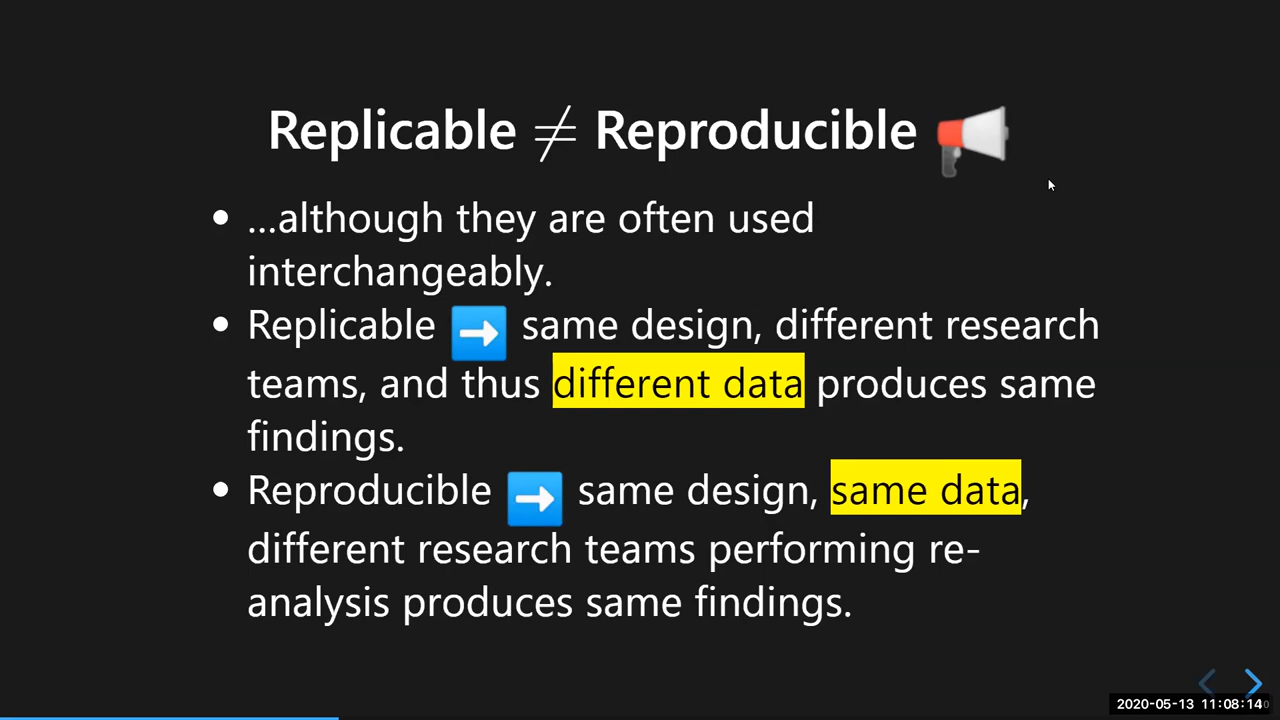 Replicable ≠ Reproducible
• …although they are often used
interchangeably.
• Replicable ➡ same design, different research
teams, and thus different data produces same
findings.
• Reproducible ➡ same design, same data,
different research teams performing re-
analysis produces same findings.
2020-05-13 11:08:14